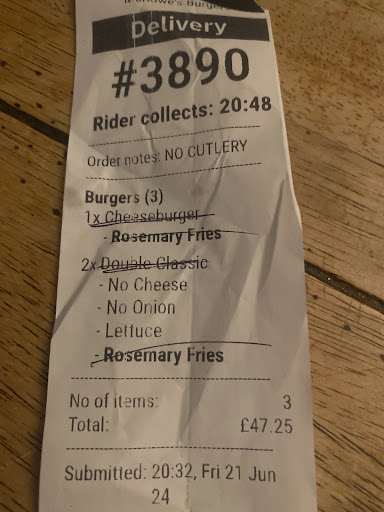 Marlowe's Burgers
Delivery
#3890
Rider collects: 20:48
Order notes: NO CUTLERY
Burgers (3)
1x Cheeseburger
- Rosemary Fries
2x Double Classic
- No Cheese
- No Onion
- Lettuce
- Rosemary Fries
No of items: 3
Total: £47.25
Submitted: 20:32, Fri 21 Jun
24